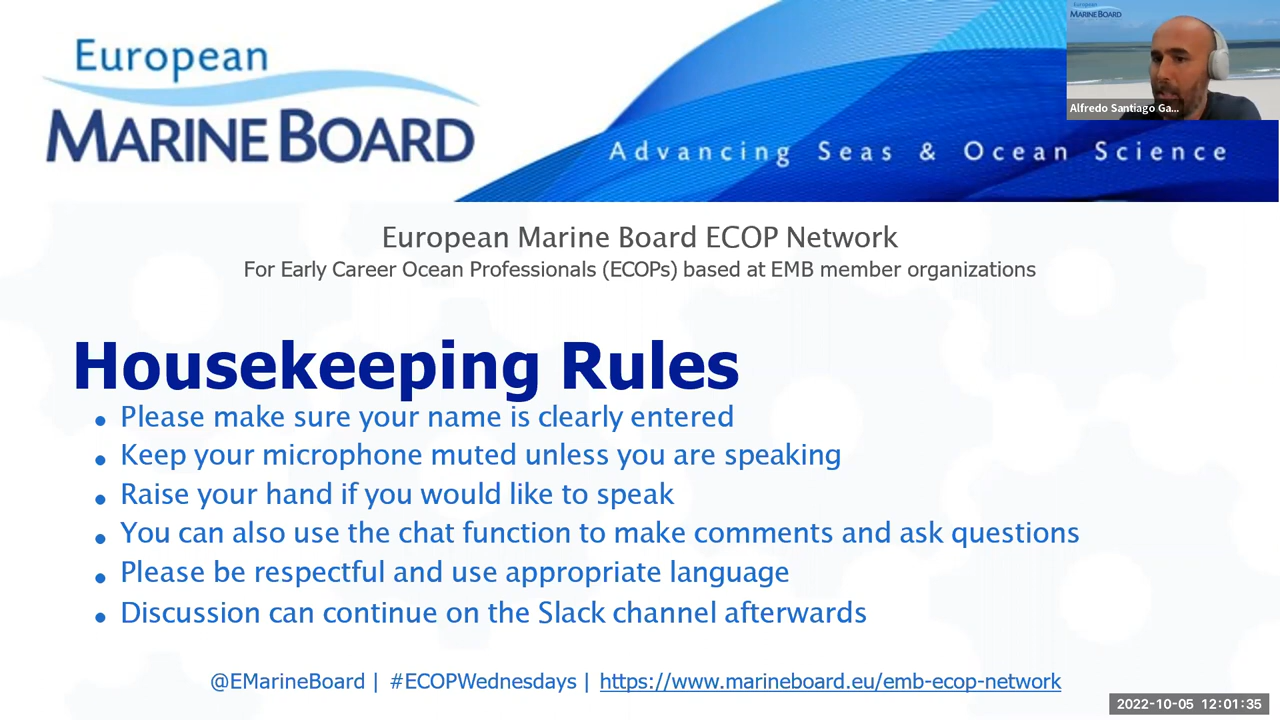 European
MARINE BOARD
Advancing Seas & Ocean Science
European
MARINE BOARD
Alfredo Santiago Ga...
European Marine Board ECOP Network
For Early Career Ocean Professionals (ECOPs) based at EMB member organizations
Housekeeping Rules
• Please make sure your name is clearly entered
• Keep your microphone muted unless you are speaking
• Raise your hand if you would like to speak
• You can also use the chat function to make comments and ask questions
• Please be respectful and use appropriate language
• Discussion can continue on the Slack channel afterwards
@EMarineBoard | #ECOPWednesdays | https://www.marineboard.eu/emb-ecop-network
2022-10-05 12:01:35